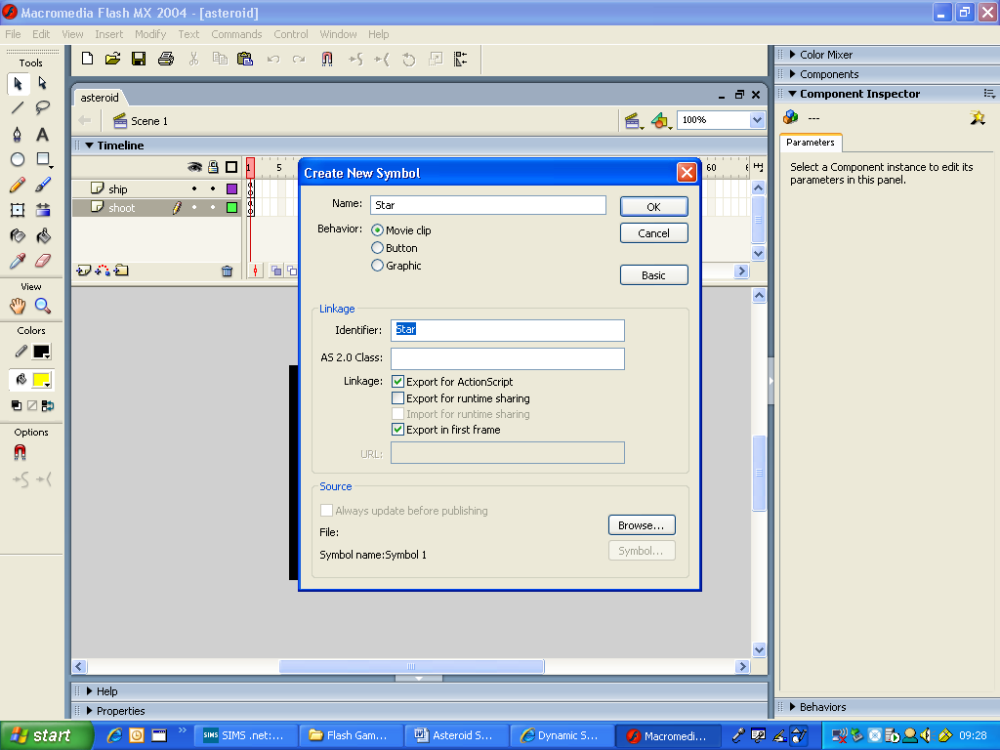 Macromedia Flash MX 2004 - [asteroid]
File Edit View Insert Modify Text Commands Control Window Help
Tools
asteroid
Scene 1
100%
Timeline
1 5 60
ship
shoot
View
Colors
Options
Create New Symbol
Name: Star
OK
Behavior: Movie clip
Cancel
Button
Graphic
Basic
Linkage
Identifier: Star
AS 2.0 Class:
Linkage: Export for ActionScript
Export for runtime sharing
Import for runtime sharing
Export in first frame
URL:
Source
Always update before publishing
File:
Browse...
Symbol name:Symbol 1
Symbol...
Color Mixer
Components
Component Inspector
---
Parameters
Select a Component instance to edit its
parameters in this panel.
Behaviors
Help
Properties
start
SIMS
SIMS .net:...
Flash Gam...
Asteroid S...
Dynamic S...
Macromedi...
09:28